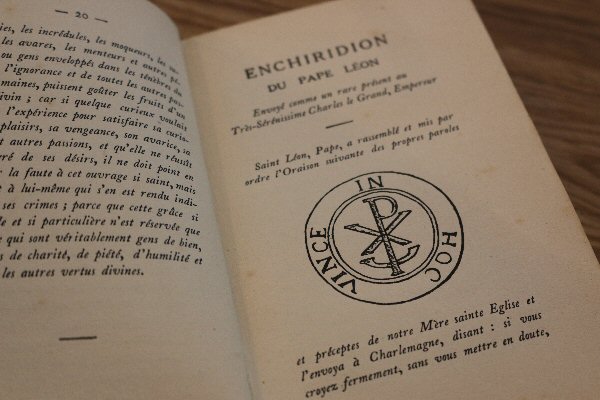 — 20 —
les, les incrédules, les moqueurs, les
les avares, les menteurs et autres
ou gens enveloppés dans les ténèbres du
l'ignorance et de toutes les autres
maines, puissent goûter les fruits d'un
vin ; car si quelque curieux voulait
l'expérience pour satisfaire sa curio-
plaisirs, sa vengeance, son avarice, sa
t autres passions, et qu'elle ne réussît
ré de ses désirs, il ne doit point en
r la faute à cet ouvrage si saint, mais
t à lui-même qui s'en est rendu indi-
ses crimes ; parce que cette grâce si
le et si particulière n'est réservée que
e qui sont véritablement gens de bien,
s de charité, de piété, d'humilité et
les autres vertus divines.
ENCHIRIDION
DU PAPE LÉON
Envoyé comme un rare présent au
Très-Sérénissime Charles le Grand, Empereur
Saint Léon, Pape, a rassemblé et mis par
ordre l'Oraison suivante des propres paroles
IN
HOC
VINCE
et préceptes de notre Mère sainte Eglise et
l'envoya à Charlemagne, disant : si vous
croyez fermement, sans vous mettre en doute,